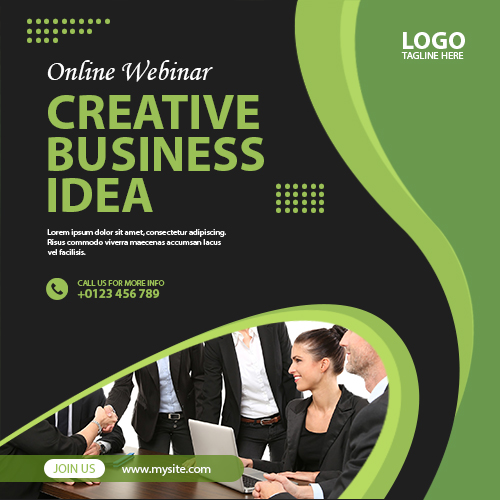 LOGO
TAGLINE HERE
Online Webinar
CREATIVE
BUSINESS
IDEA
Lorem ipsum dolor sit amet, consectetur adipiscing.
Risus commodo viverra maecenas accumsan lacus
vel facilisis.
CALL US FOR MORE INFO
+0123 456 789
JOIN US
www.mysite.com